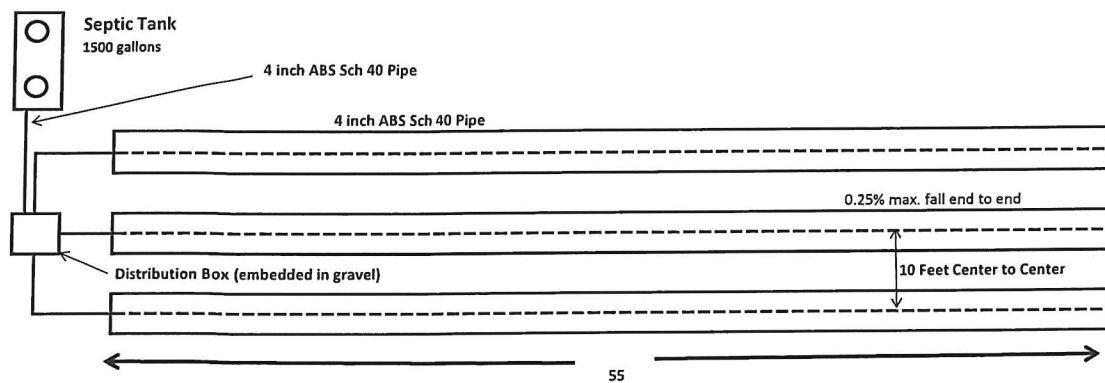 Septic Tank
1500 gallons
4 inch ABS Sch 40 Pipe
4 inch ABS Sch 40 Pipe
0.25% max. fall end to end
Distribution Box (embedded in gravel)
10 Feet Center to Center
55